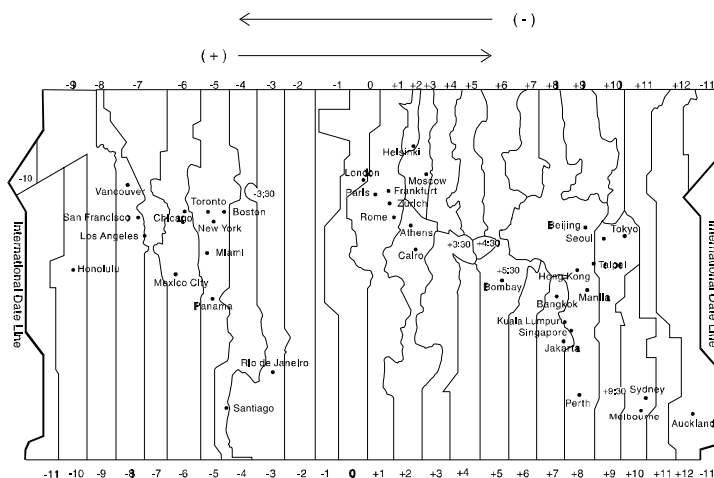 (-)
(+)
-9 -8 -7 -6 -5 -4 -3 -2 -1 0 +1 +2 +3 +4 +5 +6 +7 +8 +9 +10 +11 +12 -11
Helsinki
London
Moscow
-10
Vancouver
-3:30
Paris
Frankfurt
Zurich
Toronto
San Francisco
Chicago
Boston
Rome
New York
Athens
Beijing
Tokyo
Los Angeles
Seoul
+3:30
+4:30
Miami
Cairo
Taipei
Honolulu
+5:30
Hong Kong
Mexico City
Bombay
Panama
Bangkok
Manila
Kuala Lumpur
Singapore
Jakarta
Rio de Janeiro
+9:30
Perth
Sydney
Santiago
Melbourne
Auckland
International Date Line
International Date Line
-11 -10 -9 -8 -7 -6 -5 -4 -3 -2 -1 0 +1 +2 +3 +4 +5 +6 +7 +8 +9 +10 +11 +12 -11